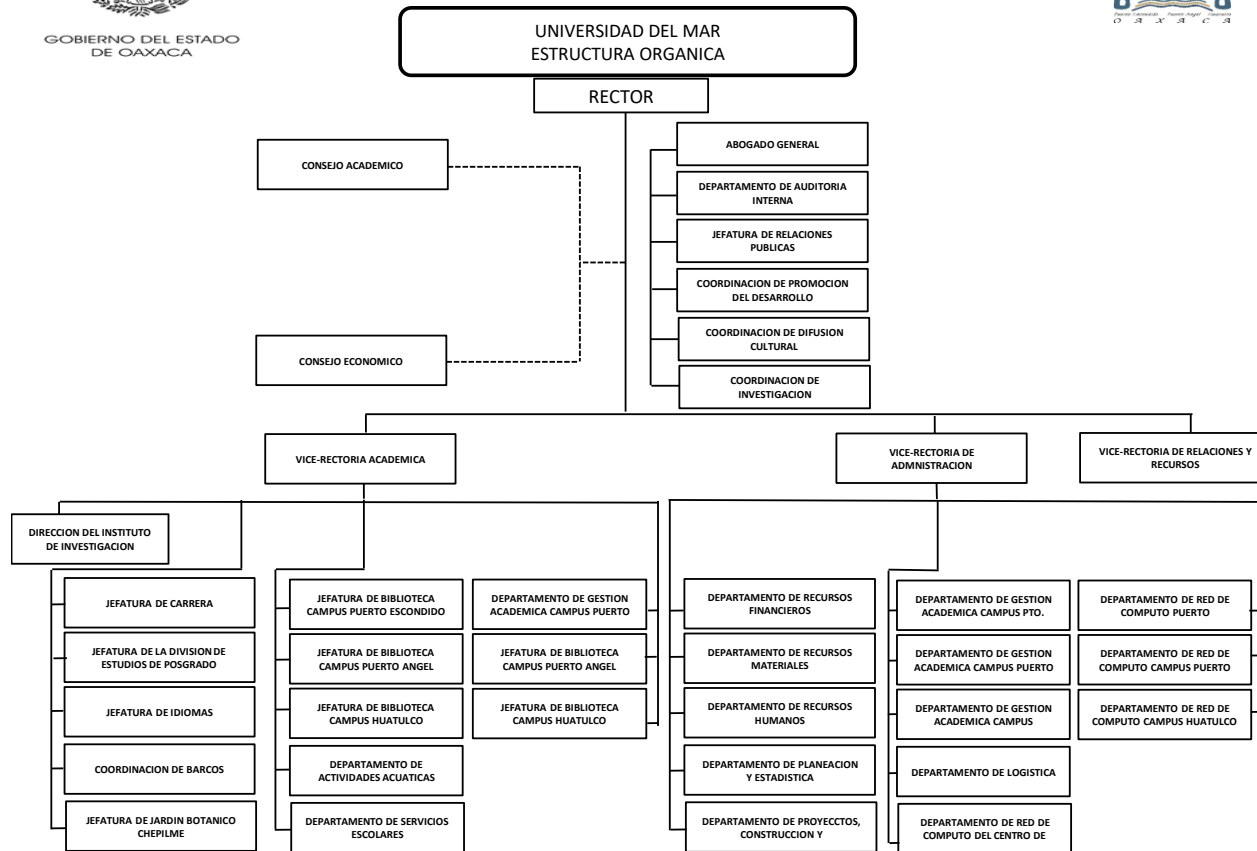 GOBIERNO DEL ESTADO
DE OAXACA
UNIVERSIDAD DEL MAR
ESTRUCTURA ORGANICA
Puerto Escondido Puerto Angel Huatulco
O A X A C A
RECTOR
CONSEJO ACADEMICO
CONSEJO ECONOMICO
ABOGADO GENERAL
DEPARTAMENTO DE AUDITORIA
INTERNA
JEFATURA DE RELACIONES
PUBLICAS
COORDINACION DE PROMOCION
DEL DESARROLLO
COORDINACION DE DIFUSION
CULTURAL
COORDINACION DE
INVESTIGACION
VICE-RECTORIA ACADEMICA
VICE-RECTORIA DE
ADMNISTRACION
VICE-RECTORIA DE RELACIONES Y
RECURSOS
DIRECCION DEL INSTITUTO
DE INVESTIGACION
JEFATURA DE CARRERA
JEFATURA DE LA DIVISION DE
ESTUDIOS DE POSGRADO
JEFATURA DE IDIOMAS
COORDINACION DE BARCOS
JEFATURA DE JARDIN BOTANICO
CHEPILME
JEFATURA DE BIBLIOTECA
CAMPUS PUERTO ESCONDIDO
JEFATURA DE BIBLIOTECA
CAMPUS PUERTO ANGEL
JEFATURA DE BIBLIOTECA
CAMPUS HUATULCO
DEPARTAMENTO DE
ACTIVIDADES ACUATICAS
DEPARTAMENTO DE SERVICIOS
ESCOLARES
DEPARTAMENTO DE GESTION
ACADEMICA CAMPUS PUERTO
JEFATURA DE BIBLIOTECA
CAMPUS PUERTO ANGEL
JEFATURA DE BIBLIOTECA
CAMPUS HUATULCO
DEPARTAMENTO DE RECURSOS
FINANCIEROS
DEPARTAMENTO DE RECURSOS
MATERIALES
DEPARTAMENTO DE RECURSOS
HUMANOS
DEPARTAMENTO DE PLANEACION
Y ESTADISTICA
DEPARTAMENTO DE PROYECCTOS,
CONSTRUCCION Y
DEPARTAMENTO DE GESTION
ACADEMICA CAMPUS PTO.
DEPARTAMENTO DE GESTION
ACADEMICA CAMPUS PUERTO
DEPARTAMENTO DE GESTION
ACADEMICA CAMPUS
DEPARTAMENTO DE LOGISTICA
DEPARTAMENTO DE RED DE
COMPUTO DEL CENTRO DE
DEPARTAMENTO DE RED DE
COMPUTO PUERTO
DEPARTAMENTO DE RED DE
COMPUTO CAMPUS PUERTO
DEPARTAMENTO DE RED DE
COMPUTO CAMPUS HUATULCO